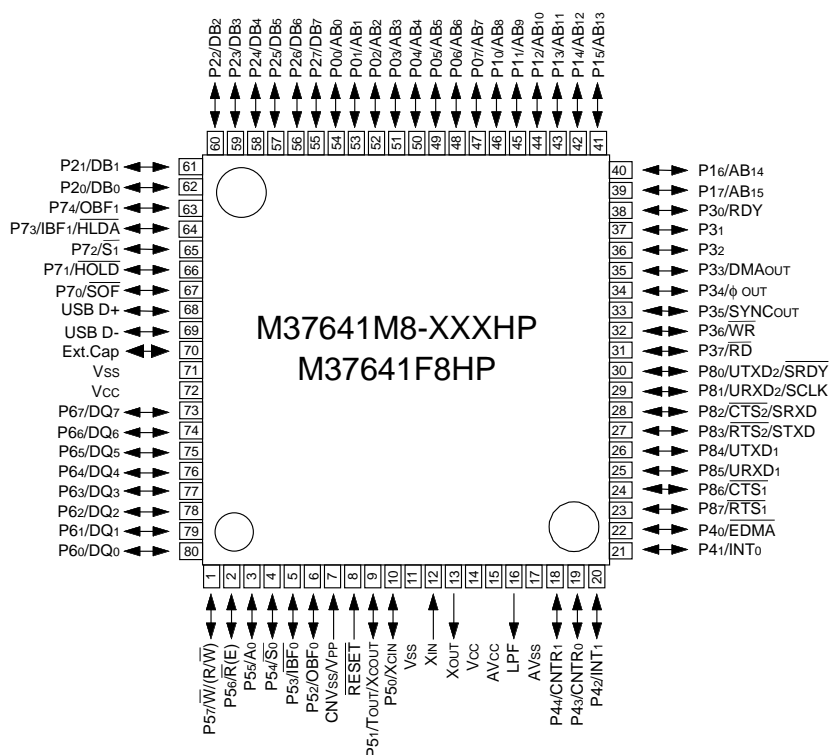 P22/DB2
P23/DB3
P24/DB4
P25/DB5
P26/DB6
P27/DB7
P00/AB0
P01/AB1
P02/AB2
P03/AB3
P04/AB4
P05/AB5
P06/AB6
P07/AB7
P10/AB8
P11/AB9
P12/AB10
P13/AB11
P14/AB12
P15/AB13
60 59 58 57 56 55 54 53 52 51 50 49 48 47 46 45 44 43 42 41
P21/DB1 61
P20/DB0 62
P74/OBF1 63
P73/IBF1/HLDA 64
P72/S1 65
P71/HOLD 66
P70/SOF 67
USB D+ 68
USB D- 69
Ext.Cap 70
Vss 71
Vcc 72
P67/DQ7 73
P66/DQ6 74
P65/DQ5 75
P64/DQ4 76
P63/DQ3 77
P62/DQ2 78
P61/DQ1 79
P60/DQ0 80
M37641M8-XXXHP
M37641F8HP
40 P16/AB14
39 P17/AB15
38 P30/RDY
37 P31
36 P32
35 P33/DMAOUT
34 P34/ϕ OUT
33 P35/SYNCOUT
32 P36/WR
31 P37/RD
30 P80/UTXD2/SRDY
29 P81/URXD2/SCLK
28 P82/CTS2/SRXD
27 P83/RTS2/STXD
26 P84/UTXD1
25 P85/URXD1
24 P86/CTS1
23 P87/RTS1
22 P40/EDMA
21 P41/INT0
1 2 3 4 5 6 7 8 9 10 11 12 13 14 15 16 17 18 19 20
P57/W/(R/W)
P56/R(E)
P55/A0
P54/S0
P53/IBF0
P52/OBF0
CNVss/VPP
RESET
P51/TOUT/XCOUT
P50/XCIN
Vss
XIN
XOUT
Vcc
AVcc
LPF
AVss
P44/CNTR1
P43/CNTR0
P42/INT1